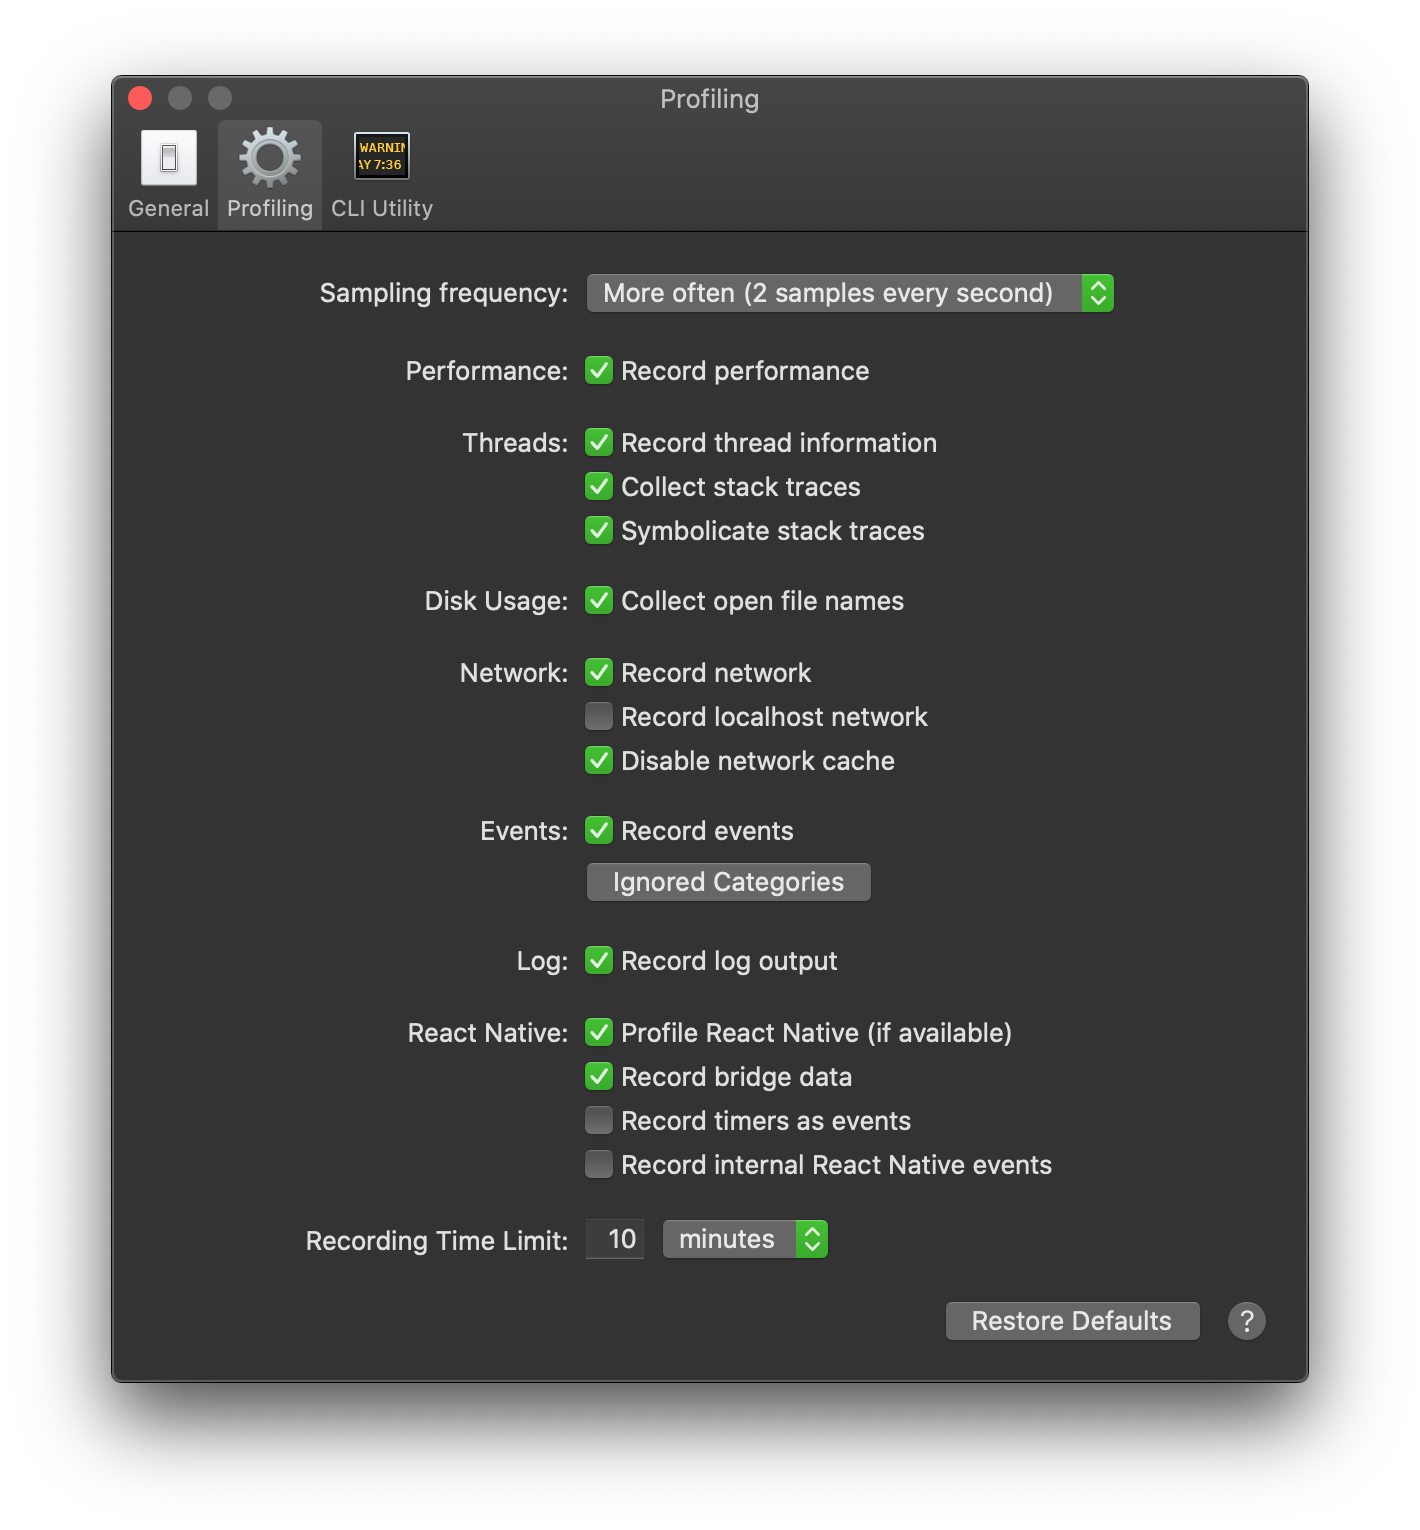 Profiling
WARNIN
AY 7:36
General Profiling CLI Utility
Sampling frequency: More often (2 samples every second)
Performance: Record performance
Threads: Record thread information
Collect stack traces
Symbolicate stack traces
Disk Usage: Collect open file names
Network: Record network
Record localhost network
Disable network cache
Events: Record events
Ignored Categories
Log: Record log output
React Native: Profile React Native (if available)
Record bridge data
Record timers as events
Record internal React Native events
Recording Time Limit: 10 minutes
Restore Defaults ?